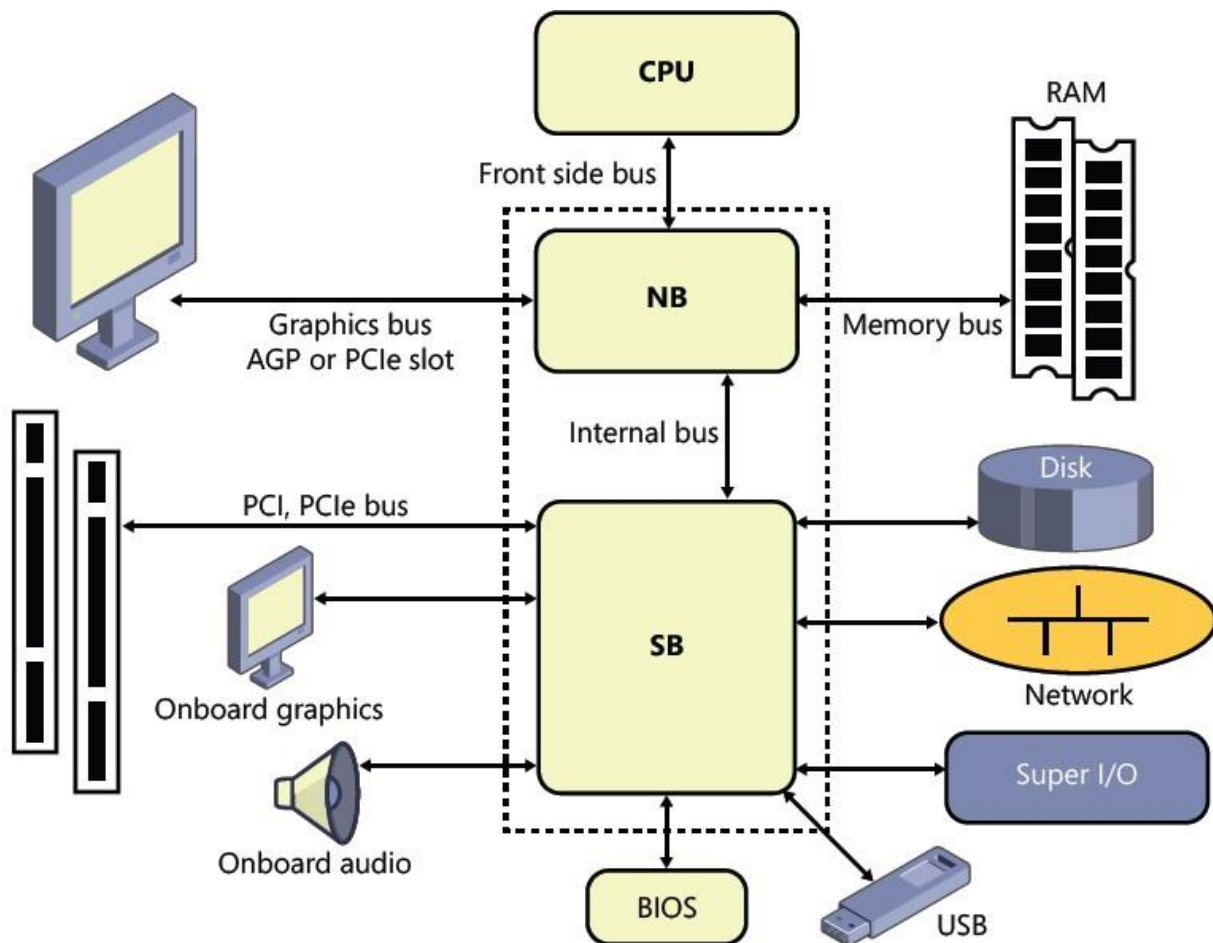 CPU
RAM
Front side bus
NB
Graphics bus
AGP or PCIe slot
Memory bus
Internal bus
Disk
PCI, PCIe bus
SB
Onboard graphics
Network
Super I/O
Onboard audio
BIOS
USB